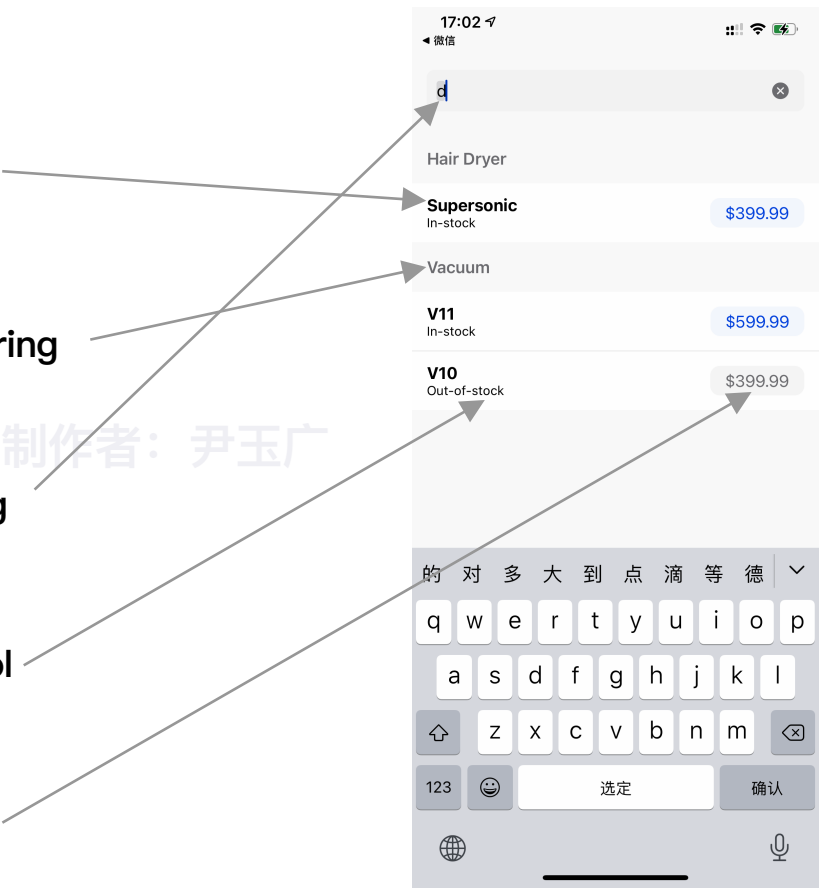 17:02
微信
d
Hair Dryer
Supersonic
In-stock
$399.99
Vacuum
V11
In-stock
$599.99
V10
Out-of-stock
$399.99
ring
制作者：尹玉广
g
ol
的 对 多 大 到 点 滴 等 德
q w e r t y u i o p
a s d f g h j k l
z x c v b n m
123 选定 确认